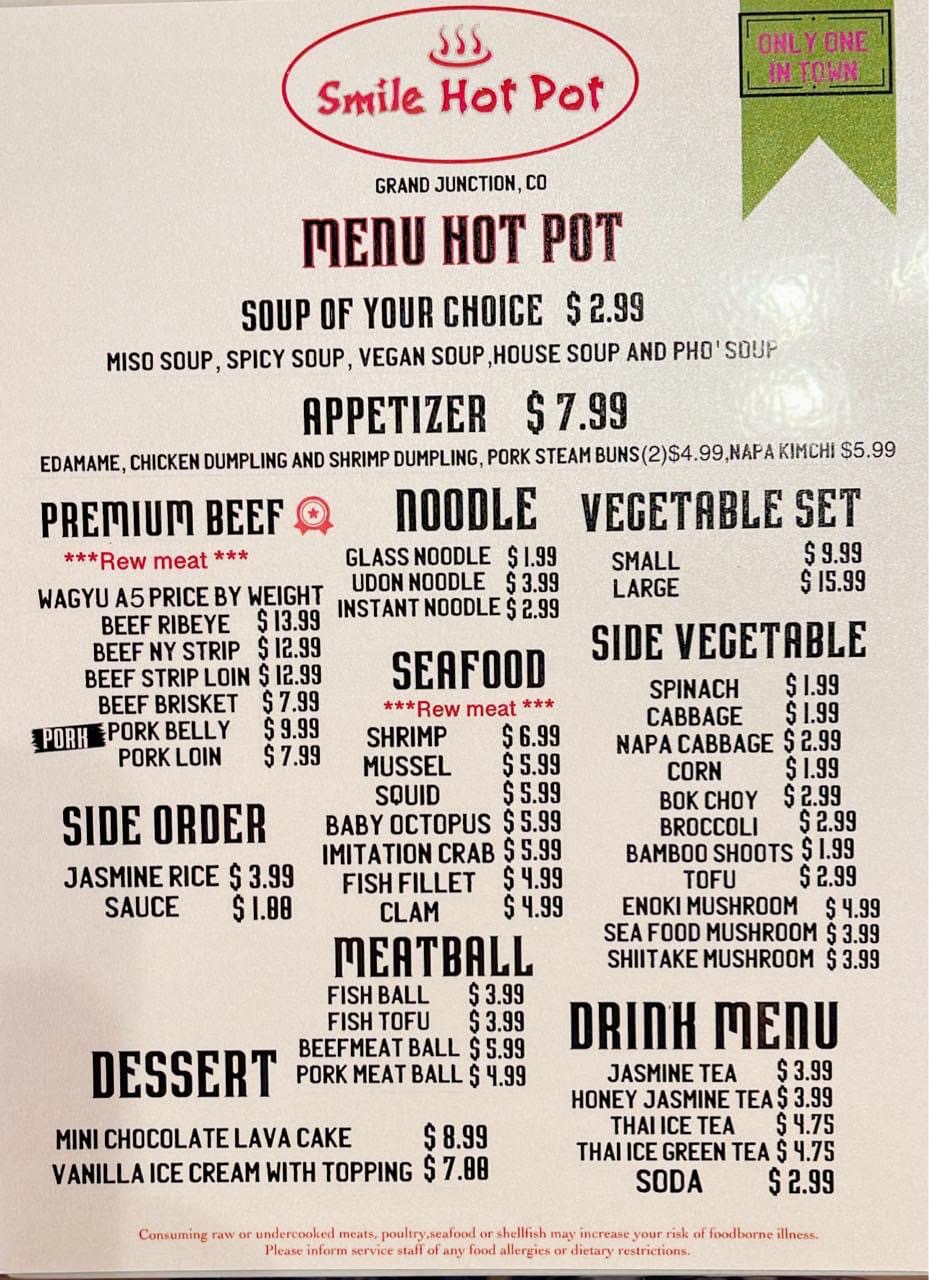 Smile Hot Pot
ONLY ONE
IN TOWN
GRAND JUNCTION, CO
MENU HOT POT
SOUP OF YOUR CHOICE $ 2.99
MISO SOUP, SPICY SOUP, VEGAN SOUP,HOUSE SOUP AND PHO' SOUP
APPETIZER $ 7.99
EDAMAME, CHICKEN DUMPLING AND SHRIMP DUMPLING, PORK STEAM BUNS(2)$4.99,NAPA KIMCHI $5.99
PREMIUM BEEF
***Rew meat ***
WAGYU A5 PRICE BY WEIGHT
BEEF RIBEYE $ 13.99
BEEF NY STRIP $ 12.99
BEEF STRIP LOIN $ 12.99
BEEF BRISKET $ 7.99
PORK PORK BELLY $ 9.99
PORK LOIN $ 7.99
SIDE ORDER
JASMINE RICE $ 3.99
SAUCE $ 1.88
NOODLE
GLASS NOODLE $ 1.99
UDON NOODLE $ 3.99
INSTANT NOODLE $ 2.99
SEAFOOD
***Rew meat ***
SHRIMP $ 6.99
MUSSEL $ 5.99
SQUID $ 5.99
BABY OCTOPUS $ 5.99
IMITATION CRAB $ 5.99
FISH FILLET $ 4.99
CLAM $ 4.99
MEATBALL
FISH BALL $ 3.99
FISH TOFU $ 3.99
BEEFMEAT BALL $ 5.99
PORK MEAT BALL $ 4.99
VEGETABLE SET
SMALL $ 9.99
LARGE $ 15.99
SIDE VEGETABLE
SPINACH $ 1.99
CABBAGE $ 1.99
NAPA CABBAGE $ 2.99
CORN $ 1.99
BOK CHOY $ 2.99
BROCCOLI $ 2.99
BAMBOO SHOOTS $ 1.99
TOFU $ 2.99
ENOKI MUSHROOM $ 4.99
SEA FOOD MUSHROOM $ 3.99
SHIITAKE MUSHROOM $ 3.99
DRINK MENU
JASMINE TEA $ 3.99
HONEY JASMINE TEA $ 3.99
THAI ICE TEA $ 4.75
THAI ICE GREEN TEA $ 4.75
SODA $ 2.99
DESSERT
MINI CHOCOLATE LAVA CAKE $ 8.99
VANILLA ICE CREAM WITH TOPPING $ 7.88
Consuming raw or undercooked meats, poultry,seafood or shellfish may increase your risk of foodborne illness.
Please inform service staff of any food allergies or dietary restrictions.